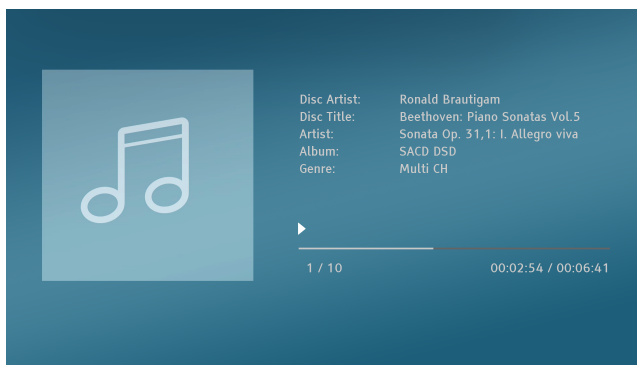 Disc Artist: Ronald Brautigam
Disc Title: Beethoven: Piano Sonatas Vol.5
Artist: Sonata Op. 31,1: I. Allegro viva
Album: SACD DSD
Genre: Multi CH
1 / 10 00:02:54 / 00:06:41